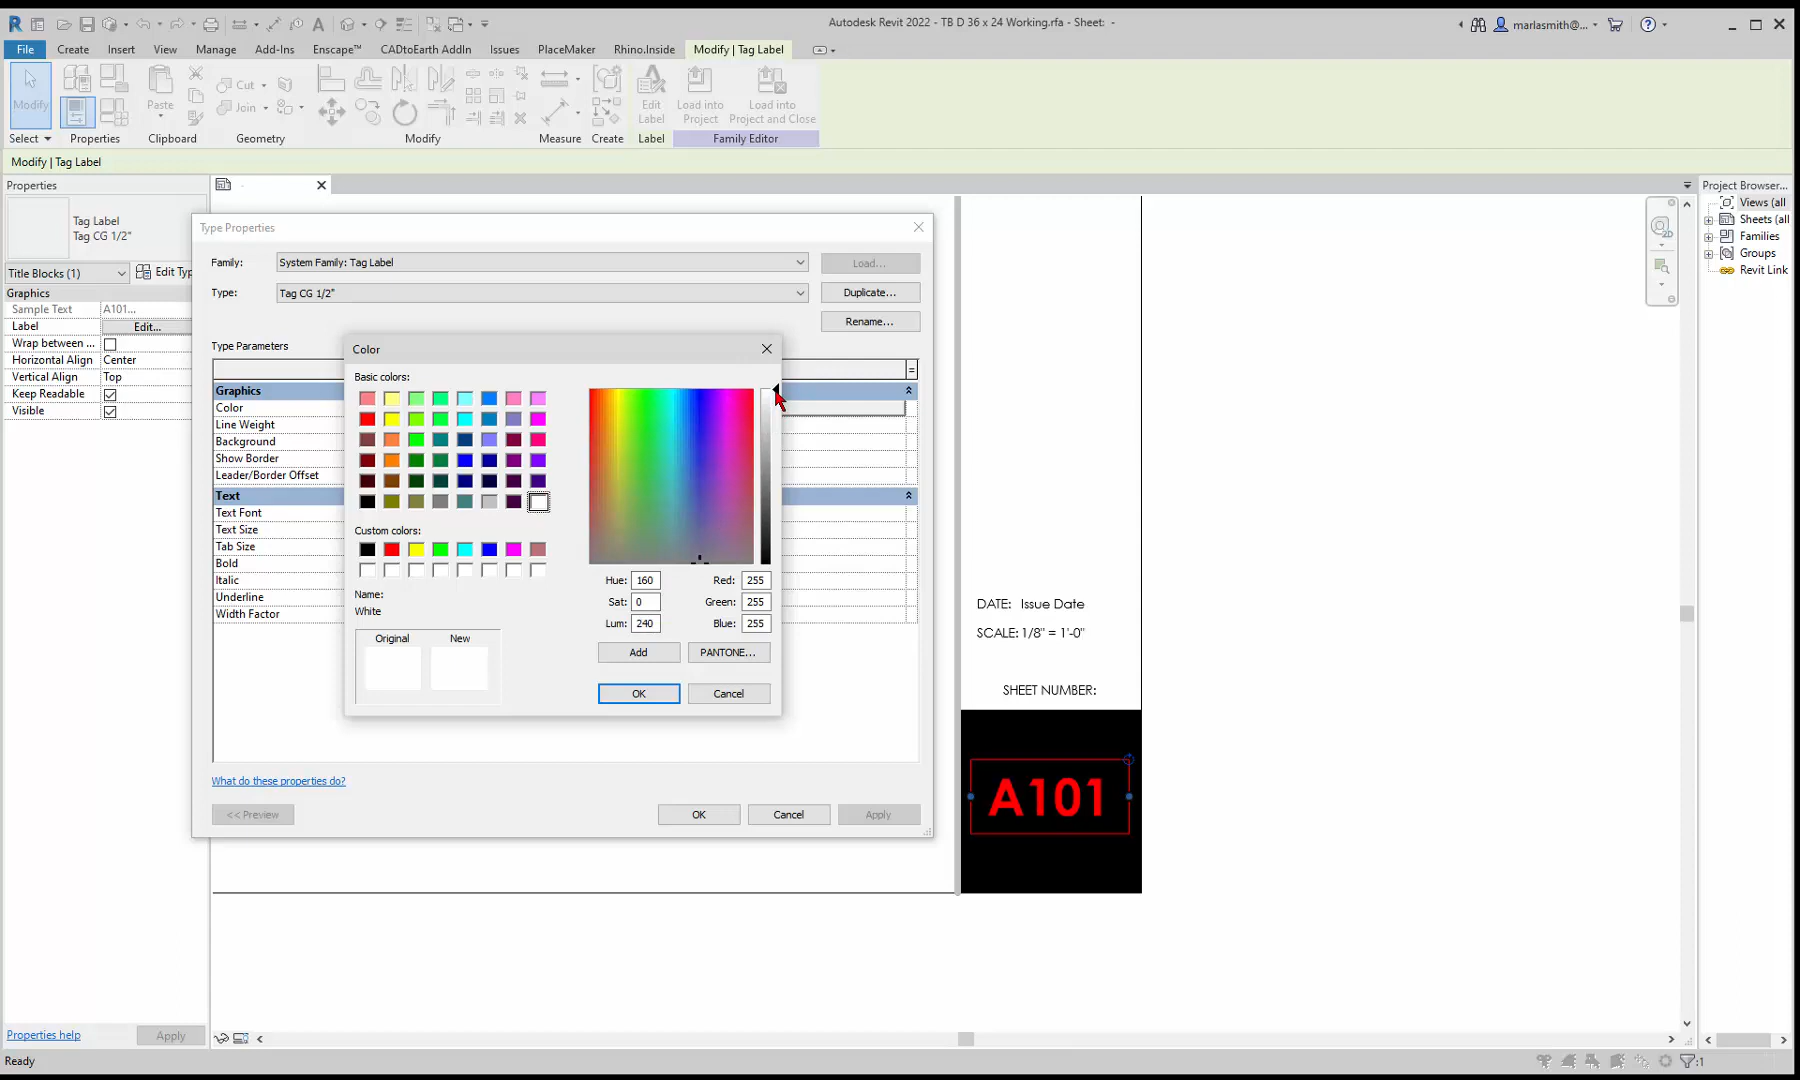 Autodesk Revit 2022 - TB D 36 x 24 Working.rfa - Sheet: -
marlasmith@...
File Create Insert View Manage Add-Ins Enscape™ CADtoEarth AddIn Issues PlaceMaker Rhino.Inside Modify | Tag Label
Modify
Paste
Cut
Join
Edit Label
Load into Project
Load into Project and Close
Select Properties Clipboard Geometry Modify Measure Create Label Family Editor
Modify | Tag Label
Properties
Tag Label
Tag CG 1/2"
Title Blocks (1)
Edit Typ
Graphics
Sample Text A101...
Label Edit...
Wrap between ...
Horizontal Align Center
Vertical Align Top
Keep Readable
Visible
Properties help
Apply
Ready
Type Properties
Family: System Family: Tag Label Load...
Type: Tag CG 1/2" Duplicate...
Rename...
Type Parameters
=
Graphics
Color
Line Weight
Background
Show Border
Leader/Border Offset
Text
Text Font
Text Size
Tab Size
Bold
Italic
Underline
Width Factor
What do these properties do?
<< Preview OK Cancel Apply
Color
Basic colors:
Custom colors:
Name:
White
Original New
Hue: 160 Red: 255
Sat: 0 Green: 255
Lum: 240 Blue: 255
Add PANTONE...
OK Cancel
DATE: Issue Date
SCALE: 1/8" = 1'-0"
SHEET NUMBER:
A101
2D
Project Browser...
Views (all
Sheets (all
Families
Groups
Revit Link
:1